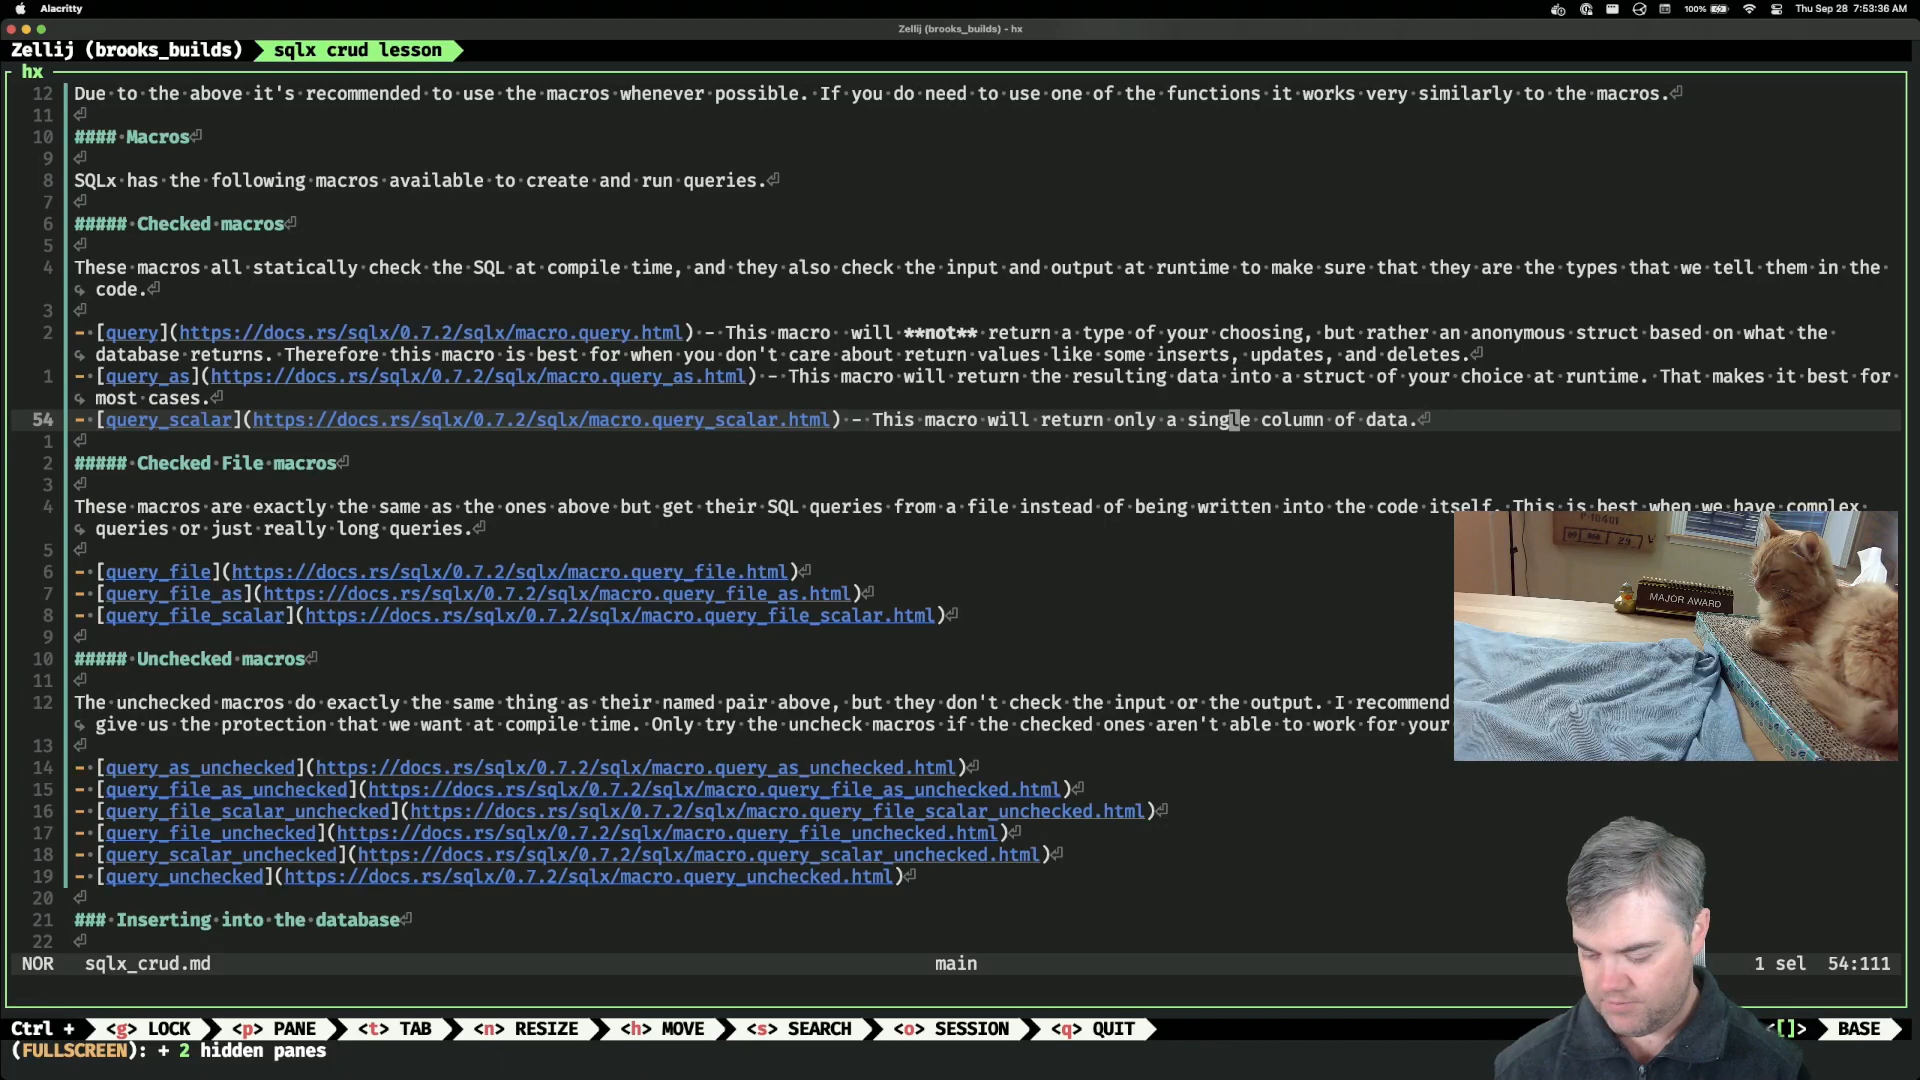 Alacritty
100%
Thu Sep 28 7:53:36 AM
Zellij (brooks_builds) - hx
Zellij (brooks_builds) sqlx crud lesson
hx
12 Due·to·the·above·it's·recommended·to·use·the·macros·whenever·possible.·If·you·do·need·to·use·one·of·the·functions·it·works·very·similarly·to·the·macros.⏎
11 ⏎
10 ####·Macros⏎
9 ⏎
8 SQLx·has·the·following·macros·available·to·create·and·run·queries.⏎
7 ⏎
6 #####·Checked·macros⏎
5 ⏎
4 These·macros·all·statically·check·the·SQL·at·compile·time,·and·they·also·check·the·input·and·output·at·runtime·to·make·sure·that·they·are·the·types·that·we·tell·them·in·the·
↪ code.⏎
3 ⏎
2 -·[query](https://docs.rs/sqlx/0.7.2/sqlx/macro.query.html)·-·This·macro··will·**not**·return·a·type·of·your·choosing,·but·rather·an·anonymous·struct·based·on·what·the·
↪ database·returns.·Therefore·this·macro·is·best·for·when·you·don't·care·about·return·values·like·some·inserts,·updates,·and·deletes.⏎
1 -·[query_as](https://docs.rs/sqlx/0.7.2/sqlx/macro.query_as.html)·-·This·macro·will·return·the·resulting·data·into·a·struct·of·your·choice·at·runtime.·That·makes·it·best·for·
↪ most·cases.⏎
54 -·[query_scalar](https://docs.rs/sqlx/0.7.2/sqlx/macro.query_scalar.html)·-·This·macro·will·return·only·a·single·column·of·data.⏎
1 ⏎
2 #####·Checked·File·macros⏎
3 ⏎
4 These·macros·are·exactly·the·same·as·the·ones·above·but·get·their·SQL·queries·from·a·file·instead·of·being·written·into·the·code·itself.·This·is·best·when·we·have·complex·
↪ queries·or·just·really·long·queries.⏎
5 ⏎
6 -·[query_file](https://docs.rs/sqlx/0.7.2/sqlx/macro.query_file.html)⏎
7 -·[query_file_as](https://docs.rs/sqlx/0.7.2/sqlx/macro.query_file_as.html)⏎
8 -·[query_file_scalar](https://docs.rs/sqlx/0.7.2/sqlx/macro.query_file_scalar.html)⏎
9 ⏎
10 #####·Unchecked·macros⏎
11 ⏎
12 The·unchecked·macros·do·exactly·the·same·thing·as·their·named·pair·above,·but·they·don't·check·the·input·or·the·output.·I·recommend
↪ give·us·the·protection·that·we·want·at·compile·time.·Only·try·the·uncheck·macros·if·the·checked·ones·aren't·able·to·work·for·your
13 ⏎
14 -·[query_as_unchecked](https://docs.rs/sqlx/0.7.2/sqlx/macro.query_as_unchecked.html)⏎
15 -·[query_file_as_unchecked](https://docs.rs/sqlx/0.7.2/sqlx/macro.query_file_as_unchecked.html)⏎
16 -·[query_file_scalar_unchecked](https://docs.rs/sqlx/0.7.2/sqlx/macro.query_file_scalar_unchecked.html)⏎
17 -·[query_file_unchecked](https://docs.rs/sqlx/0.7.2/sqlx/macro.query_file_unchecked.html)⏎
18 -·[query_scalar_unchecked](https://docs.rs/sqlx/0.7.2/sqlx/macro.query_scalar_unchecked.html)⏎
19 -·[query_unchecked](https://docs.rs/sqlx/0.7.2/sqlx/macro.query_unchecked.html)⏎
20 ⏎
21 ###·Inserting·into·the·database⏎
22 ⏎
MAJOR AWARD
NOR sqlx_crud.md main 1 sel 54:111
Ctrl + <g> LOCK <p> PANE <t> TAB <n> RESIZE <h> MOVE <s> SEARCH <o> SESSION <q> QUIT <[]> BASE
(FULLSCREEN): + 2 hidden panes